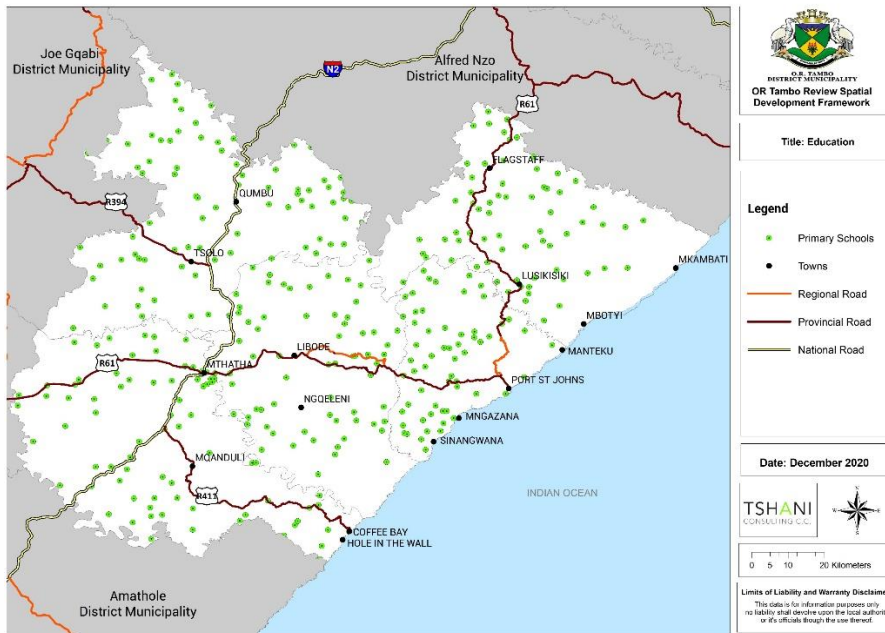 Joe Gqabi
District Municipality
N2
Alfred Nzo
District Municipality
R61
FLAGSTAFF
QUMBU
R394
TSOLO
MKAMBATI
LUSIKISIKI
MBOTYI
MANTEKU
LIBODE
R61
MTHATHA
PORT ST JOHNS
NGQELENI
MNGAZANA
SINANGWANA
MQANDULI
R411
INDIAN OCEAN
COFFEE BAY
HOLE IN THE WALL
Amathole
District Municipality
O.R. TAMBO
DISTRICT MUNICIPALITY
OR Tambo Review Spatial
Development Framework
Title: Education
Legend
Primary Schools
Towns
Regional Road
Provincial Road
National Road
Date: December 2020
TSHANI
CONSULTING C.C.
0 5 10 20 Kilometers
Limits of Liability and Warranty Disclaime
This data is for information purposes only
no liability shall devolve upon the local authorit
or it's officials though the use thereof.